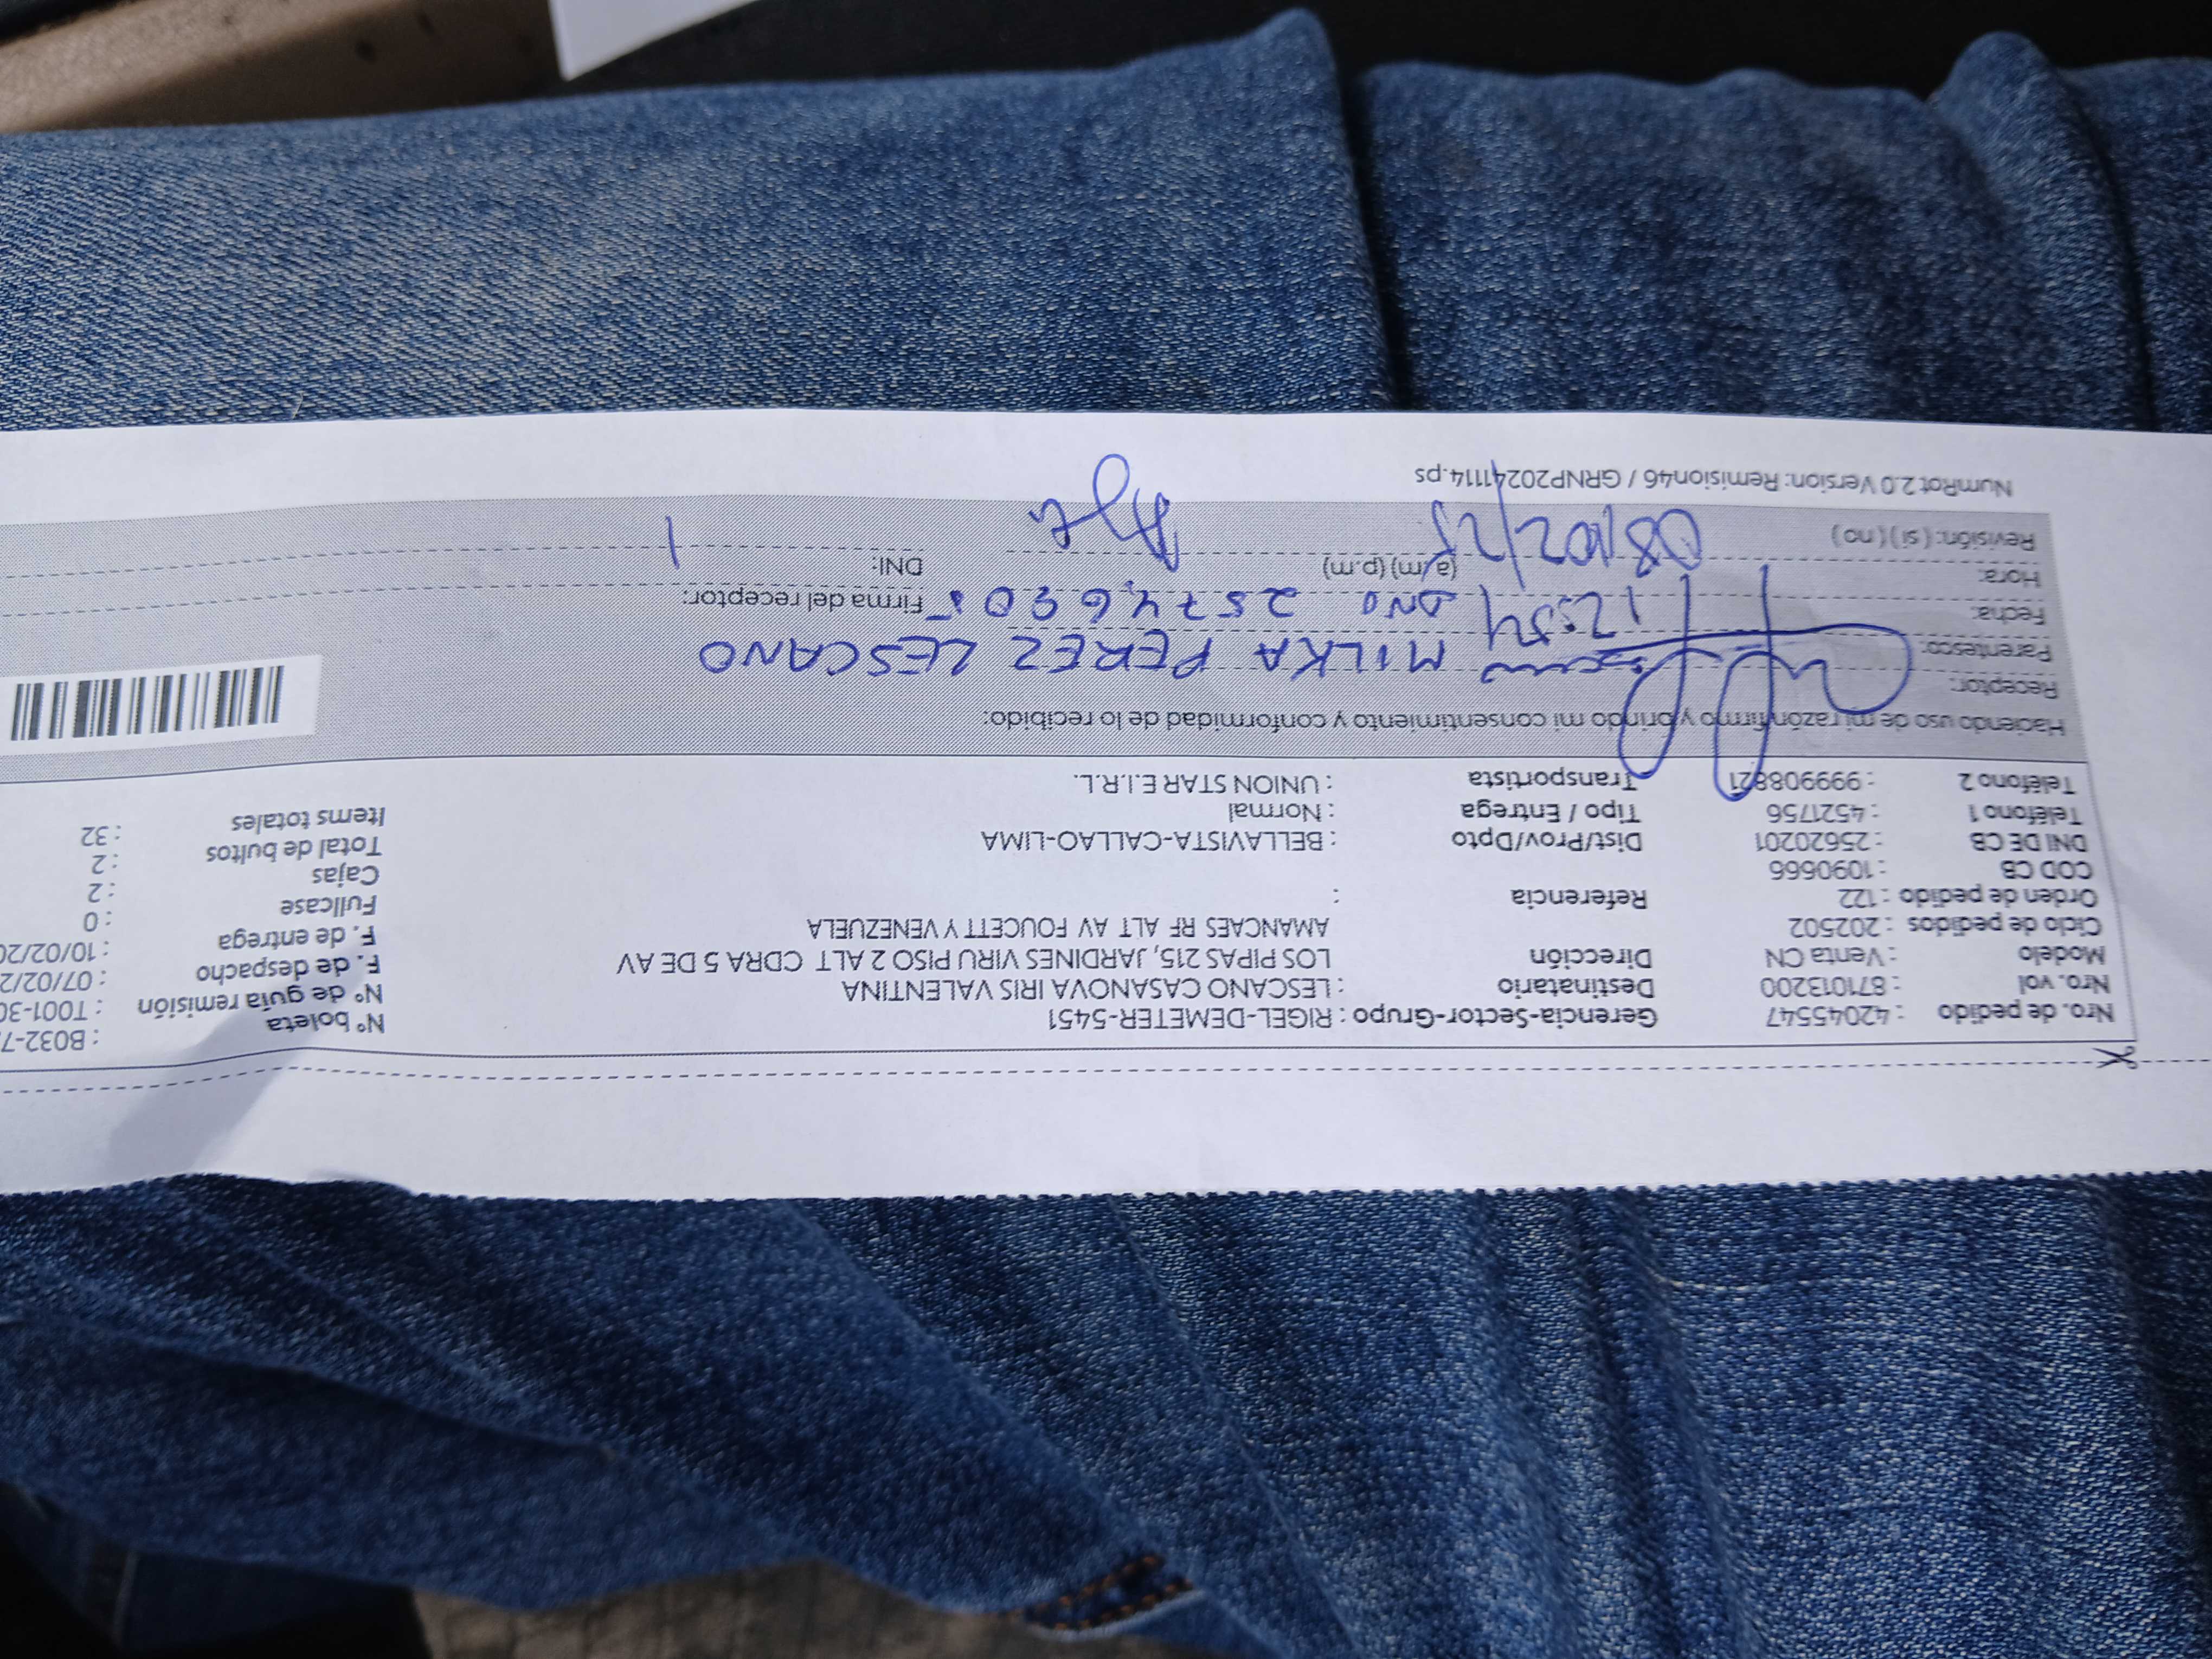 Nro. de pedido : 42045547 Gerencia-Sector-Grupo : RIGEL-DEMETER-5451 N° boleta : B032-7
Nro. vol : 871013200 Destinatario : LESCANO CASANOVA IRIS VALENTINA N° de guía remisión : T001-30
Modelo : Venta CN Dirección LOS PIPAS 215, JARDINES VIRU PISO 2 ALT CDRA 5 DE AV F. de despacho : 07/02/2
Ciclo de pedidos : 202502 AMANCAES RF ALT AV FOUCETT Y VENEZUELA F. de entrega : 10/02/20
Orden de pedido : 122 Referencia : Fullcase : 0
COD CB : 1090666 Cajas : 2
DNI DE CB : 25620201 Dist/Prov/Dpto : BELLAVISTA-CALLAO-LIMA Total de bultos : 2
Teléfono 1 : 4521756 Tipo / Entrega : Normal Items totales : 32
Teléfono 2 : 999908821 Transportista : UNION STAR E.I.R.L.
Haciendo uso de mi razón firmo y brindo mi consentimiento y conformidad de lo recibido:
Receptor:
Parentesco: MILKA PEREZ LESCANO
Fecha: 12:54 Firma del receptor:
Hora: (a.m) (p.m) DNI:
Revisión: (si) (no) 08/02/25
NumRot 2.0 Version: Remision46 / GRNP20241114.ps